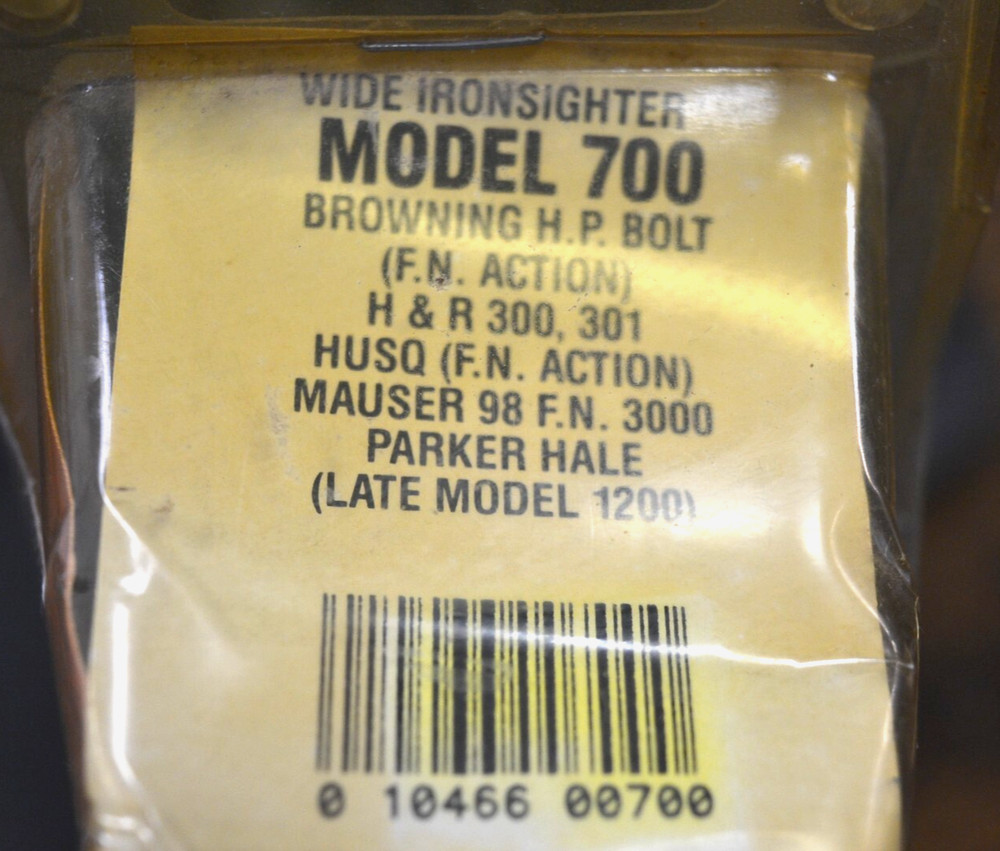 WIDE IRONSIGHTER
MODEL 700
BROWNING H.P. BOLT
(F.N. ACTION)
H & R 300, 301
HUSQ (F.N. ACTION)
MAUSER 98 F.N. 3000
PARKER HALE
(LATE MODEL 1200)
0 10466 00700